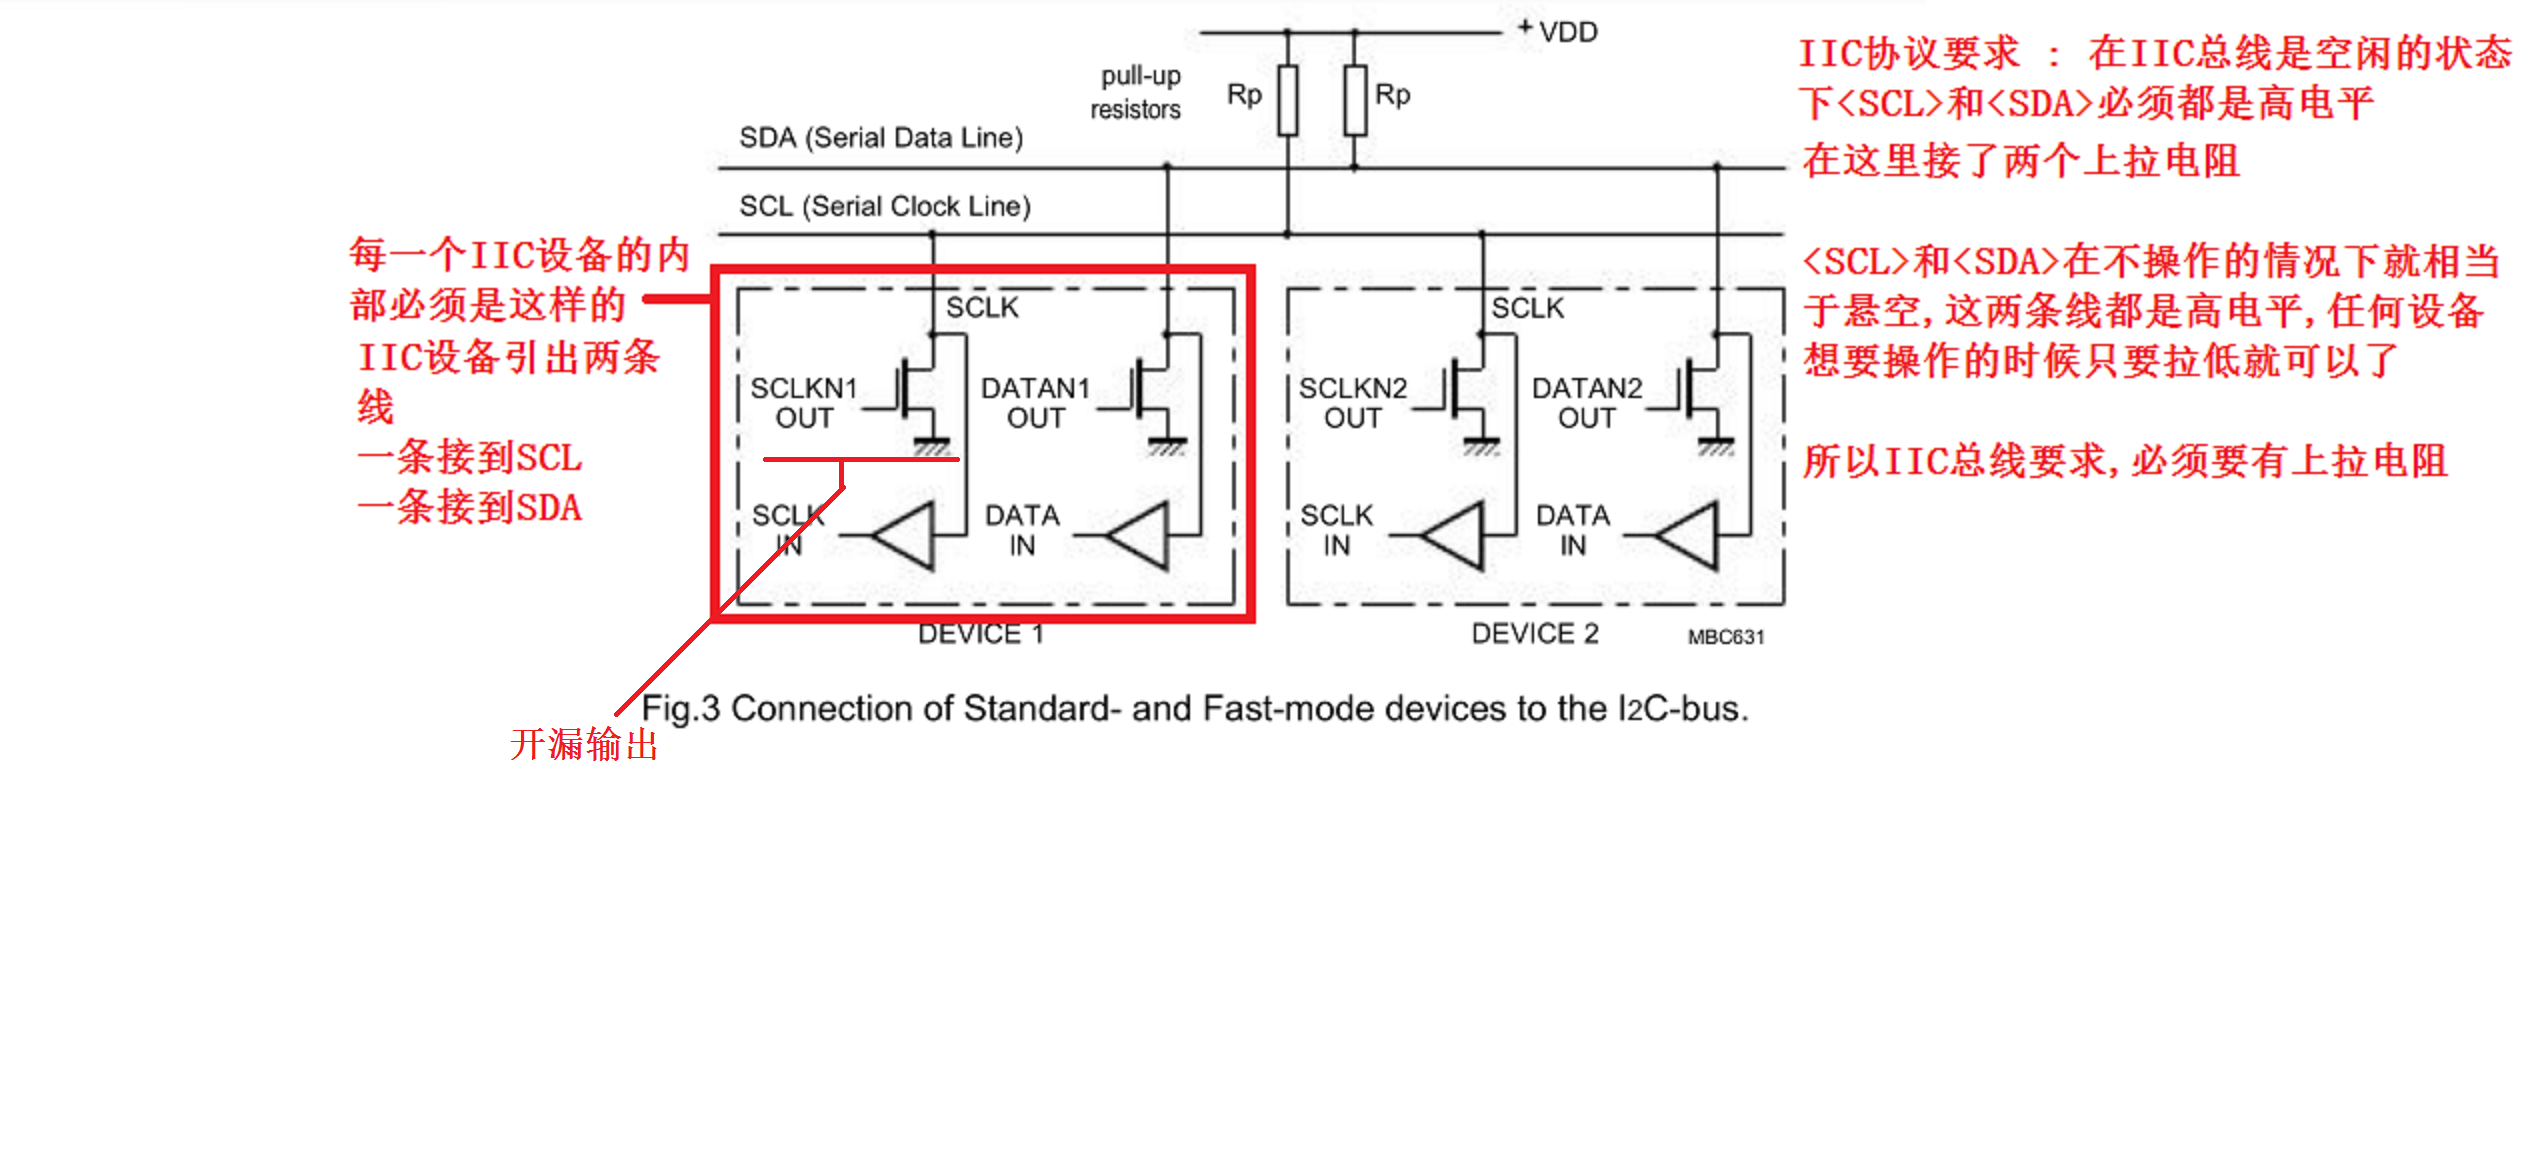 + VDD
pull-up
resistors
Rp
Rp
SDA (Serial Data Line)
SCL (Serial Clock Line)
IIC协议要求 : 在IIC总线是空闲的状态
下<SCL>和<SDA>必须都是高电平
在这里接了两个上拉电阻
<SCL>和<SDA>在不操作的情况下就相当
于悬空,这两条线都是高电平,任何设备
想要操作的时候只要拉低就可以了
所以IIC总线要求,必须要有上拉电阻
每一个IIC设备的内
部必须是这样的
IIC设备引出两条
线
一条接到SCL
一条接到SDA
SCLK
SCLKN1
OUT
DATAN1
OUT
SCLK
IN
DATA
IN
DEVICE 1
SCLK
SCLKN2
OUT
DATAN2
OUT
SCLK
IN
DATA
IN
DEVICE 2
MBC631
Fig.3 Connection of Standard- and Fast-mode devices to the I2C-bus.
开漏输出